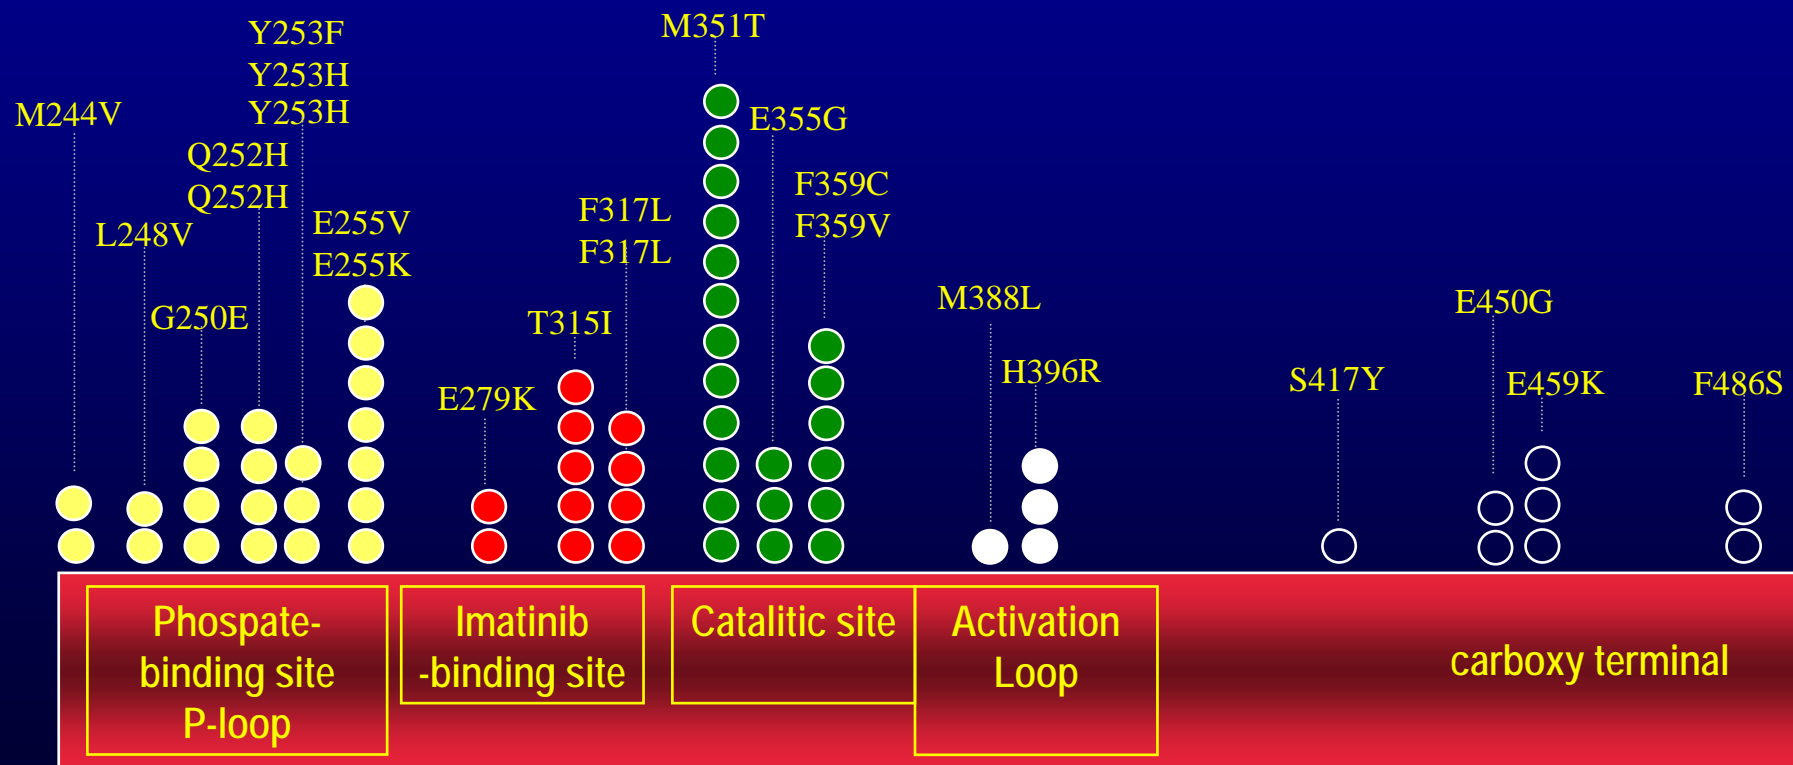 M244V
L248V
G250E
Q252H
Q252H
Y253F
Y253H
Y253H
E255V
E255K
E279K
T315I
F317L
F317L
M351T
E355G
F359C
F359V
M388L
H396R
S417Y
E450G
E459K
F486S
Phospate-
binding site
P-loop
Imatinib
-binding site
Catalitic site
Activation
Loop
carboxy terminal